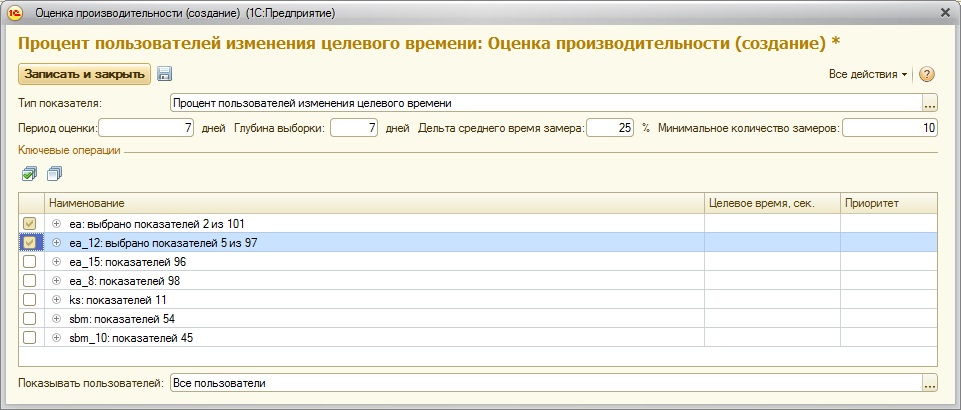 Оценка производительности (создание) (1С:Предприятие)
Процент пользователей изменения целевого времени: Оценка производительности (создание) *
Записать и закрыть Все действия
Тип показателя: Процент пользователей изменения целевого времени ...
Период оценки: 7 дней Глубина выборки: 7 дней Дельта среднего время замера: 25 % Минимальное количество замеров: 10
Ключевые операции
Наименование Целевое время, сек. Приоритет
ea: выбрано показателей 2 из 101
ea_12: выбрано показателей 5 из 97
ea_15: показателей 96
ea_8: показателей 98
ks: показателей 11
sbm: показателей 54
sbm_10: показателей 45
Показывать пользователей: Все пользователи ...